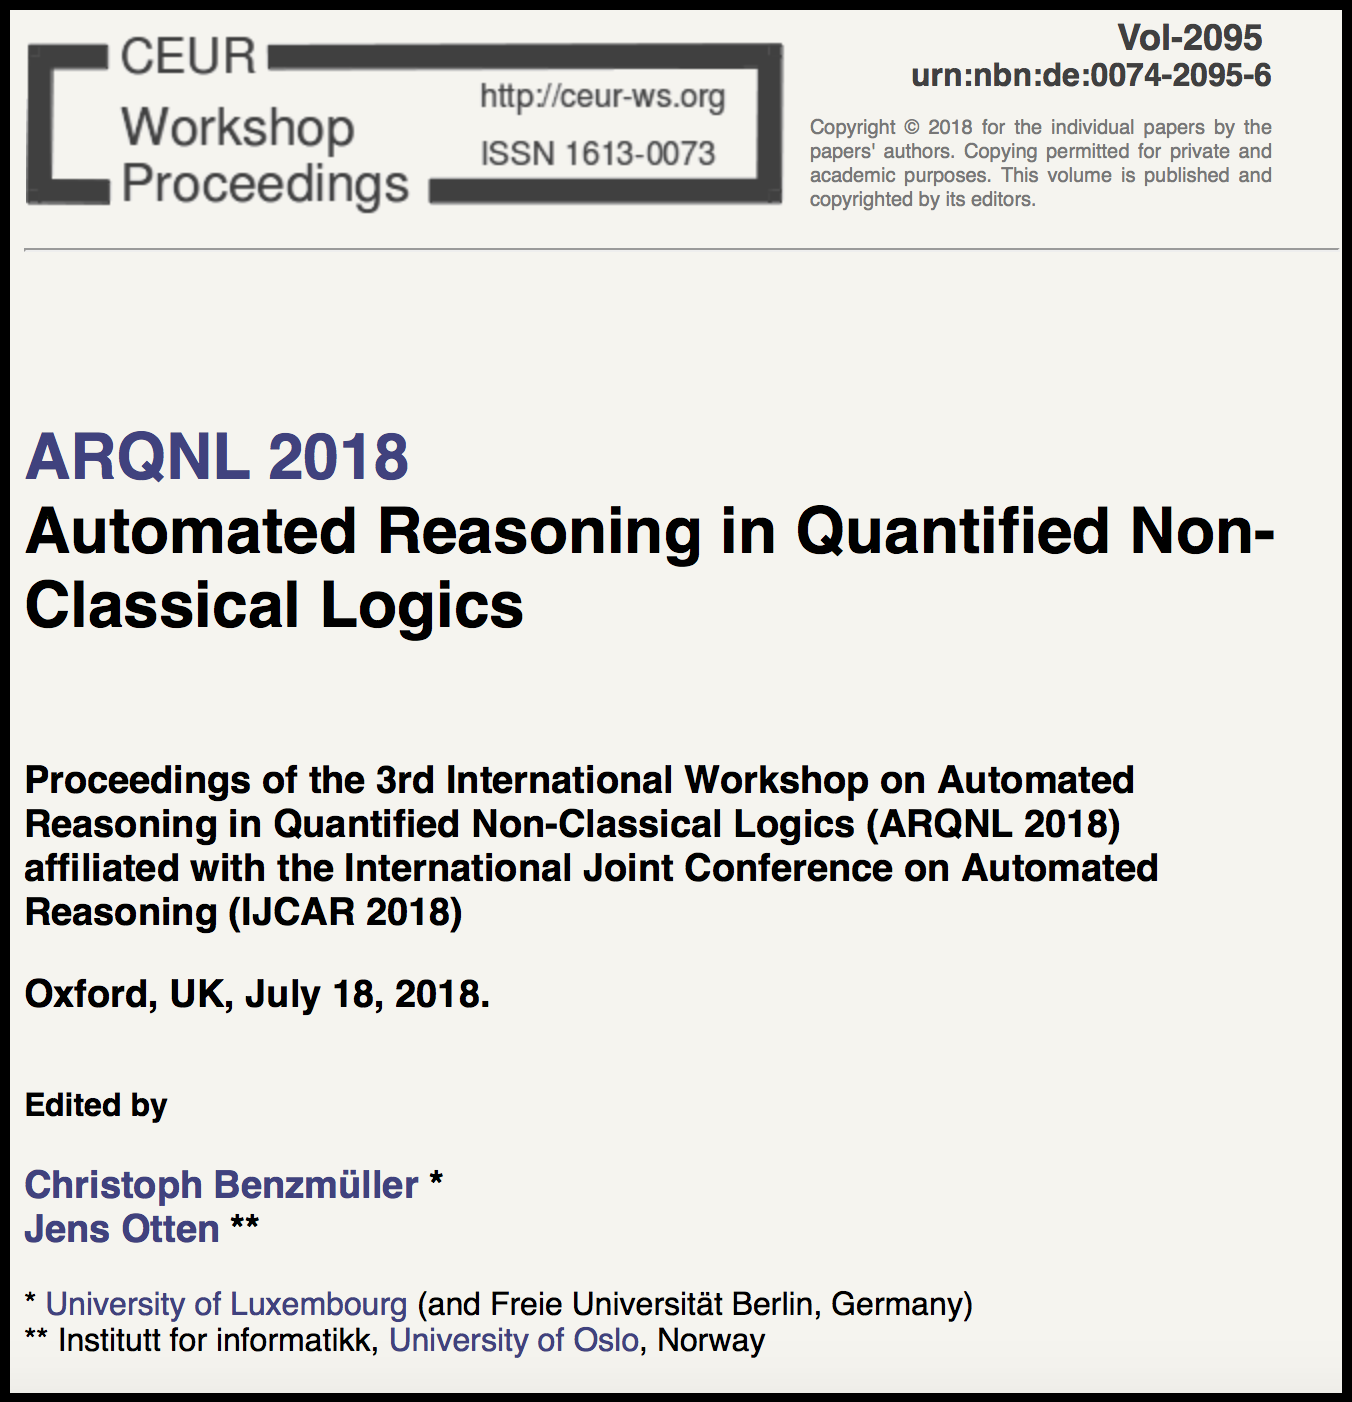 CEUR
Workshop
Proceedings
http://ceur-ws.org
ISSN 1613-0073
Vol-2095
urn:nbn:de:0074-2095-6
Copyright © 2018 for the individual papers by the
papers' authors. Copying permitted for private and
academic purposes. This volume is published and
copyrighted by its editors.
ARQNL 2018
Automated Reasoning in Quantified Non-
Classical Logics
Proceedings of the 3rd International Workshop on Automated
Reasoning in Quantified Non-Classical Logics (ARQNL 2018)
affiliated with the International Joint Conference on Automated
Reasoning (IJCAR 2018)
Oxford, UK, July 18, 2018.
Edited by
Christoph Benzmüller *
Jens Otten **
* University of Luxembourg (and Freie Universität Berlin, Germany)
** Institutt for informatikk, University of Oslo, Norway